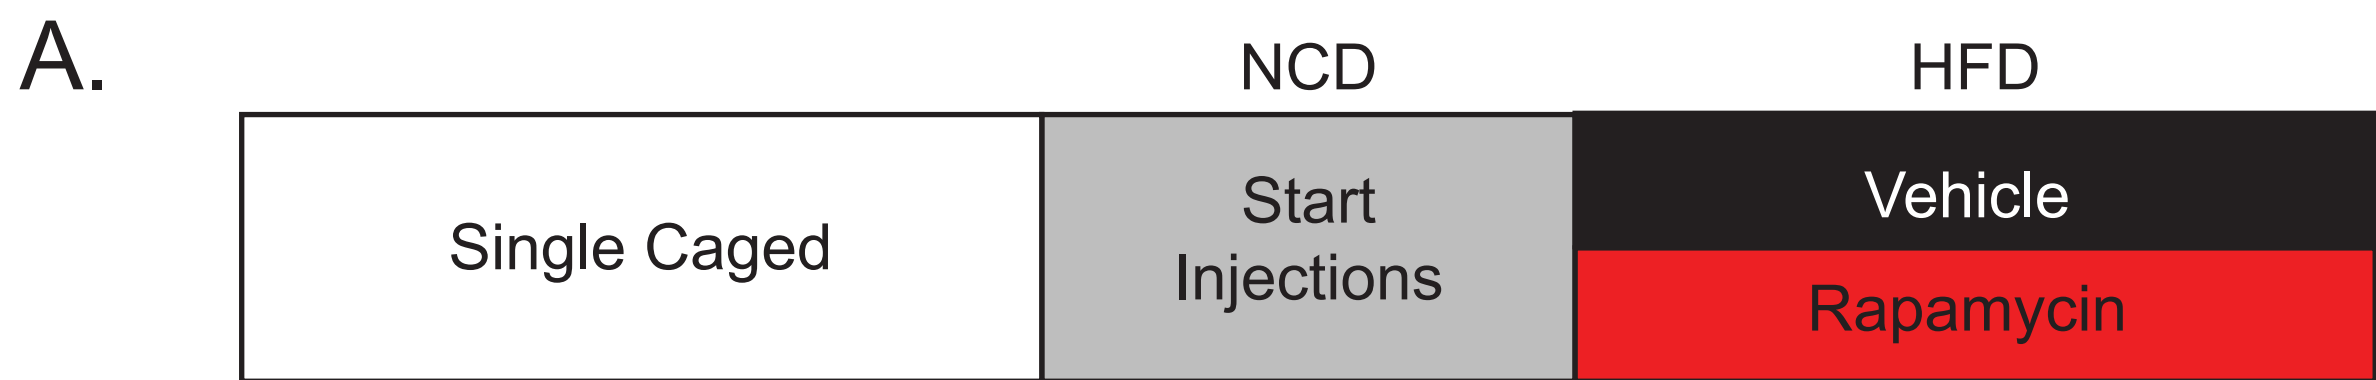 A.
NCD
HFD
Single Caged
Start
Injections
Vehicle
Rapamycin